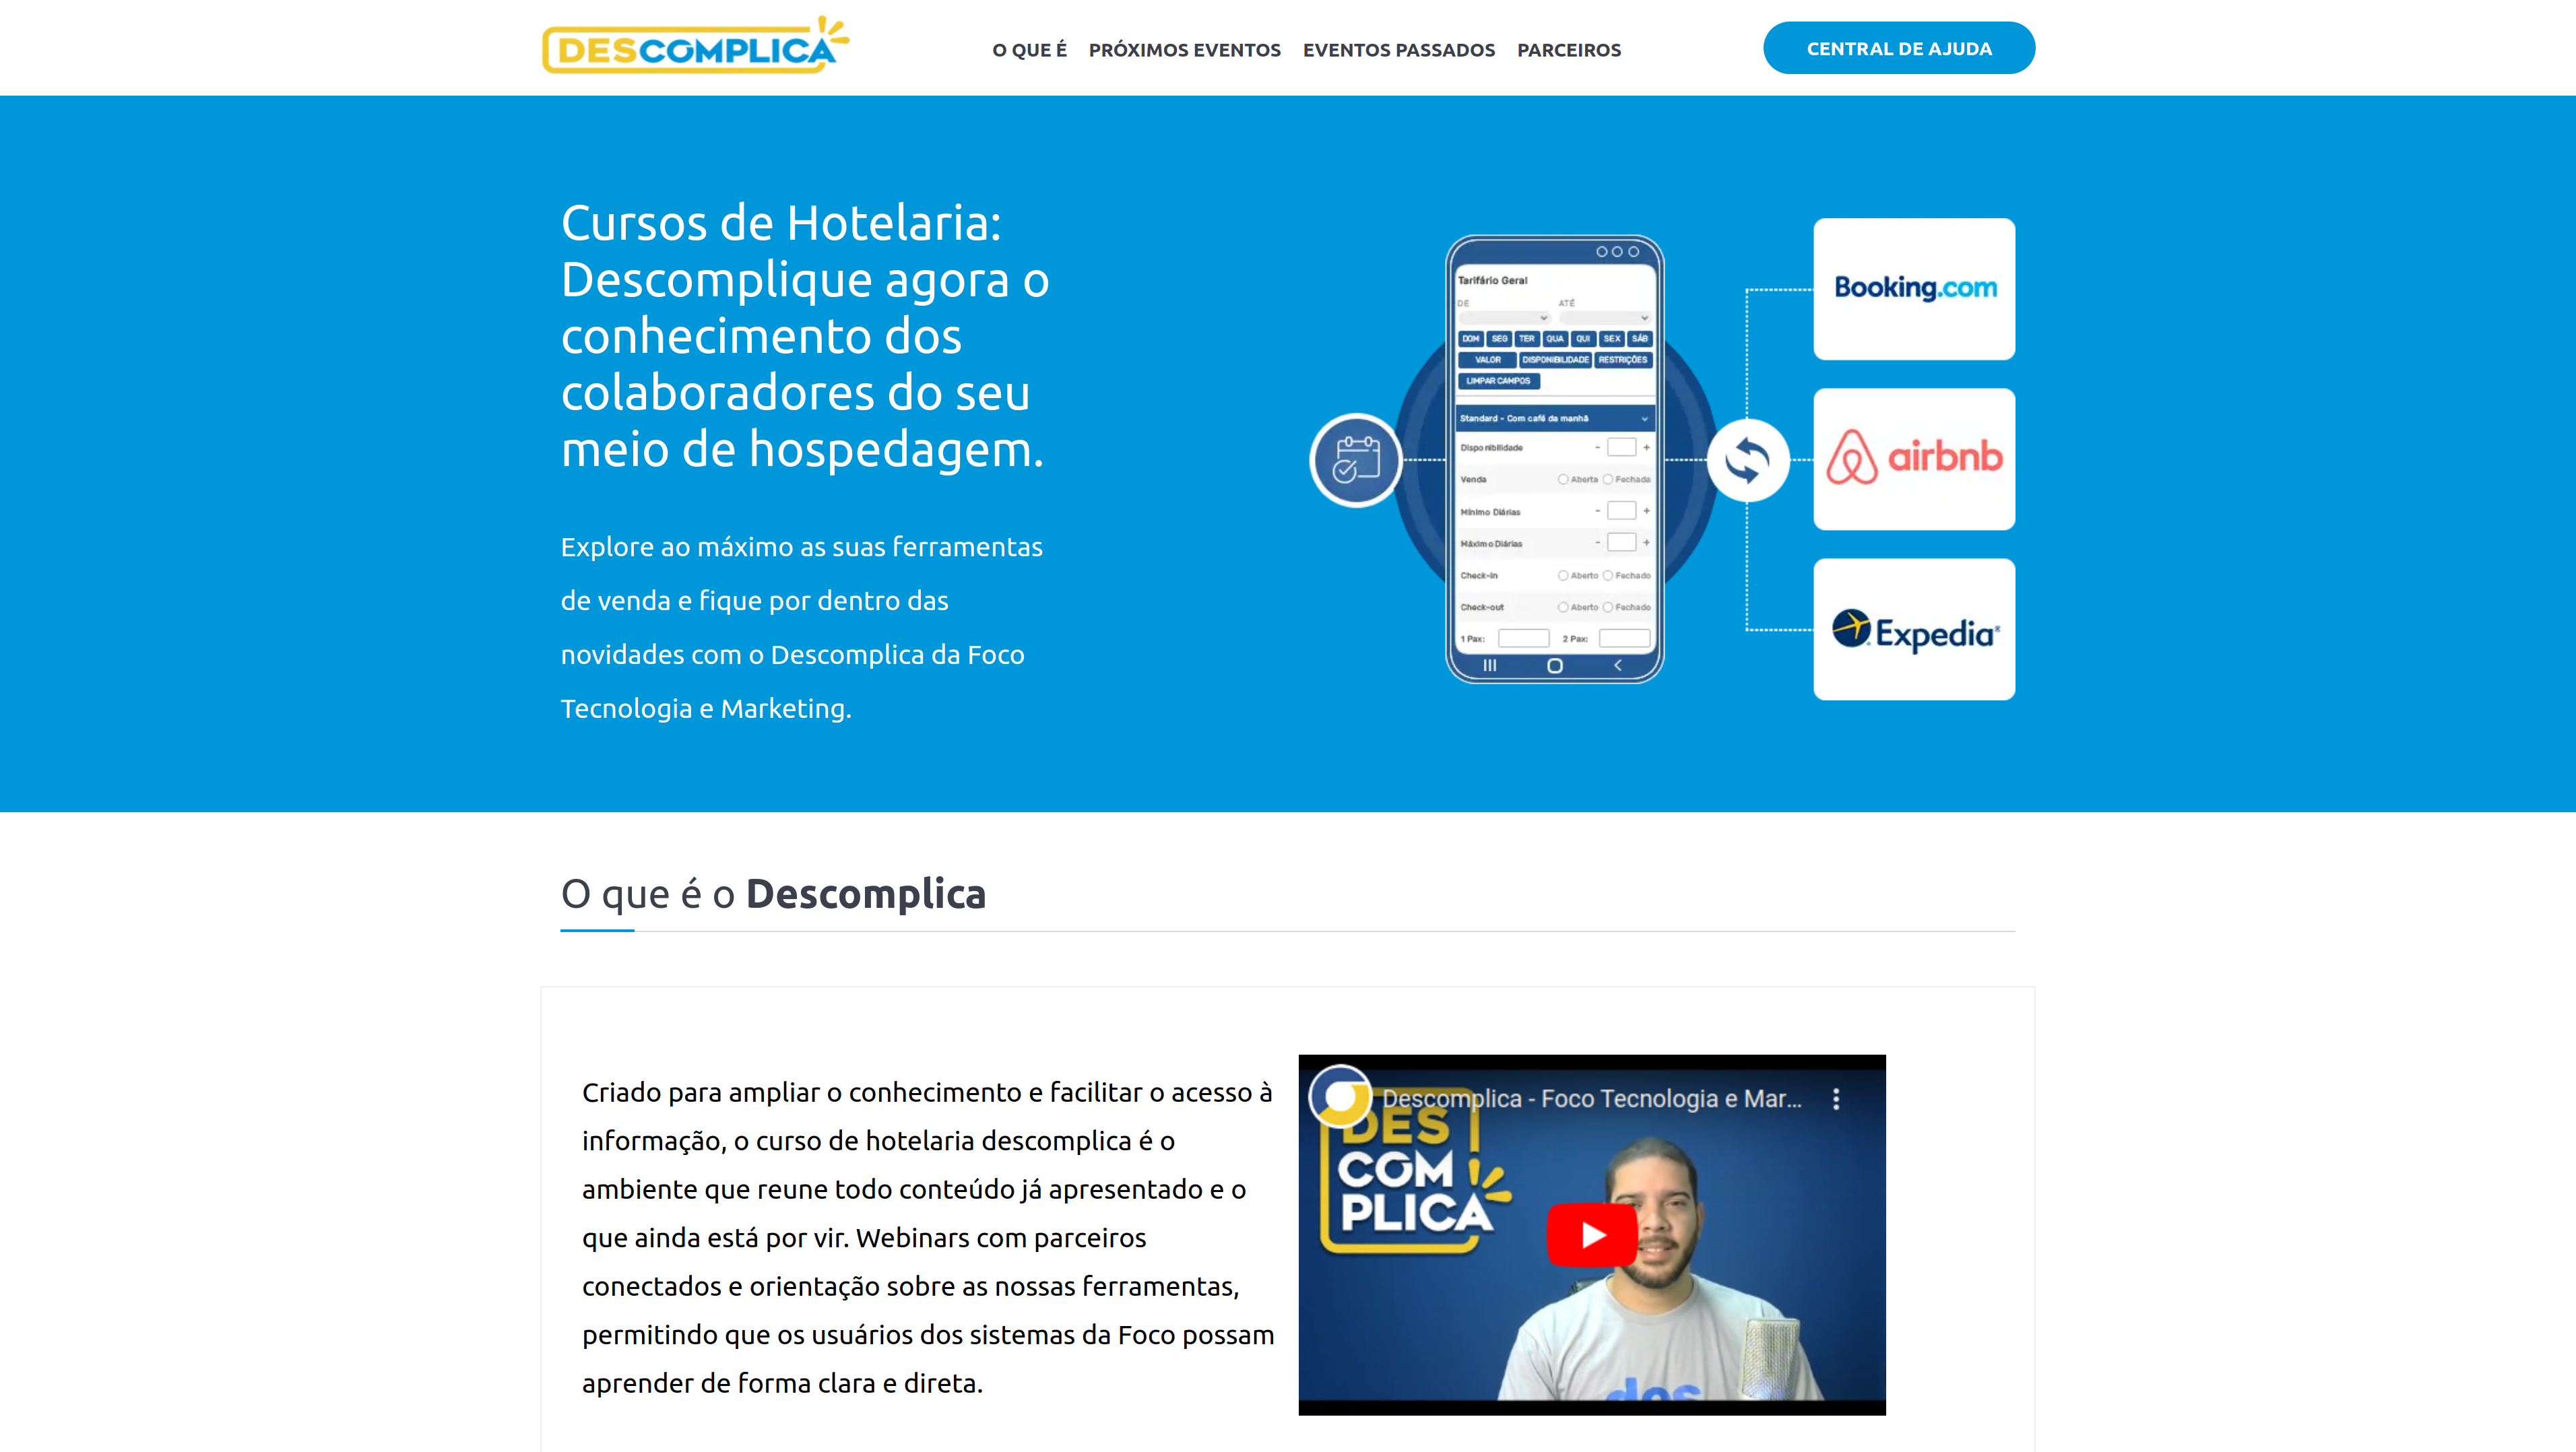 DESCOMPLICA
O QUE É PRÓXIMOS EVENTOS EVENTOS PASSADOS PARCEIROS
CENTRAL DE AJUDA
Cursos de Hotelaria:
Descomplique agora o
conhecimento dos
colaboradores do seu
meio de hospedagem.
Explore ao máximo as suas ferramentas
de venda e fique por dentro das
novidades com o Descomplica da Foco
Tecnologia e Marketing.
Tarifário Geral
DE ATÉ
DOM SEG TER QUA QUI SEX SÁB
VALOR DISPONIBILIDADE RESTRIÇÕES
LIMPAR CAMPOS
Standard - Com café da manhã
Disponibilidade - +
Venda Aberta Fechada
Mínimo Diárias - +
Máximo Diárias - +
Check-in Aberto Fechado
Check-out Aberto Fechado
1 Pax: 2 Pax:
Booking.com
airbnb
Expedia®
O que é o Descomplica
Criado para ampliar o conhecimento e facilitar o acesso à
informação, o curso de hotelaria descomplica é o
ambiente que reune todo conteúdo já apresentado e o
que ainda está por vir. Webinars com parceiros
conectados e orientação sobre as nossas ferramentas,
permitindo que os usuários dos sistemas da Foco possam
aprender de forma clara e direta.
Descomplica - Foco Tecnologia e Mar...
DES
COM
PLICA
des